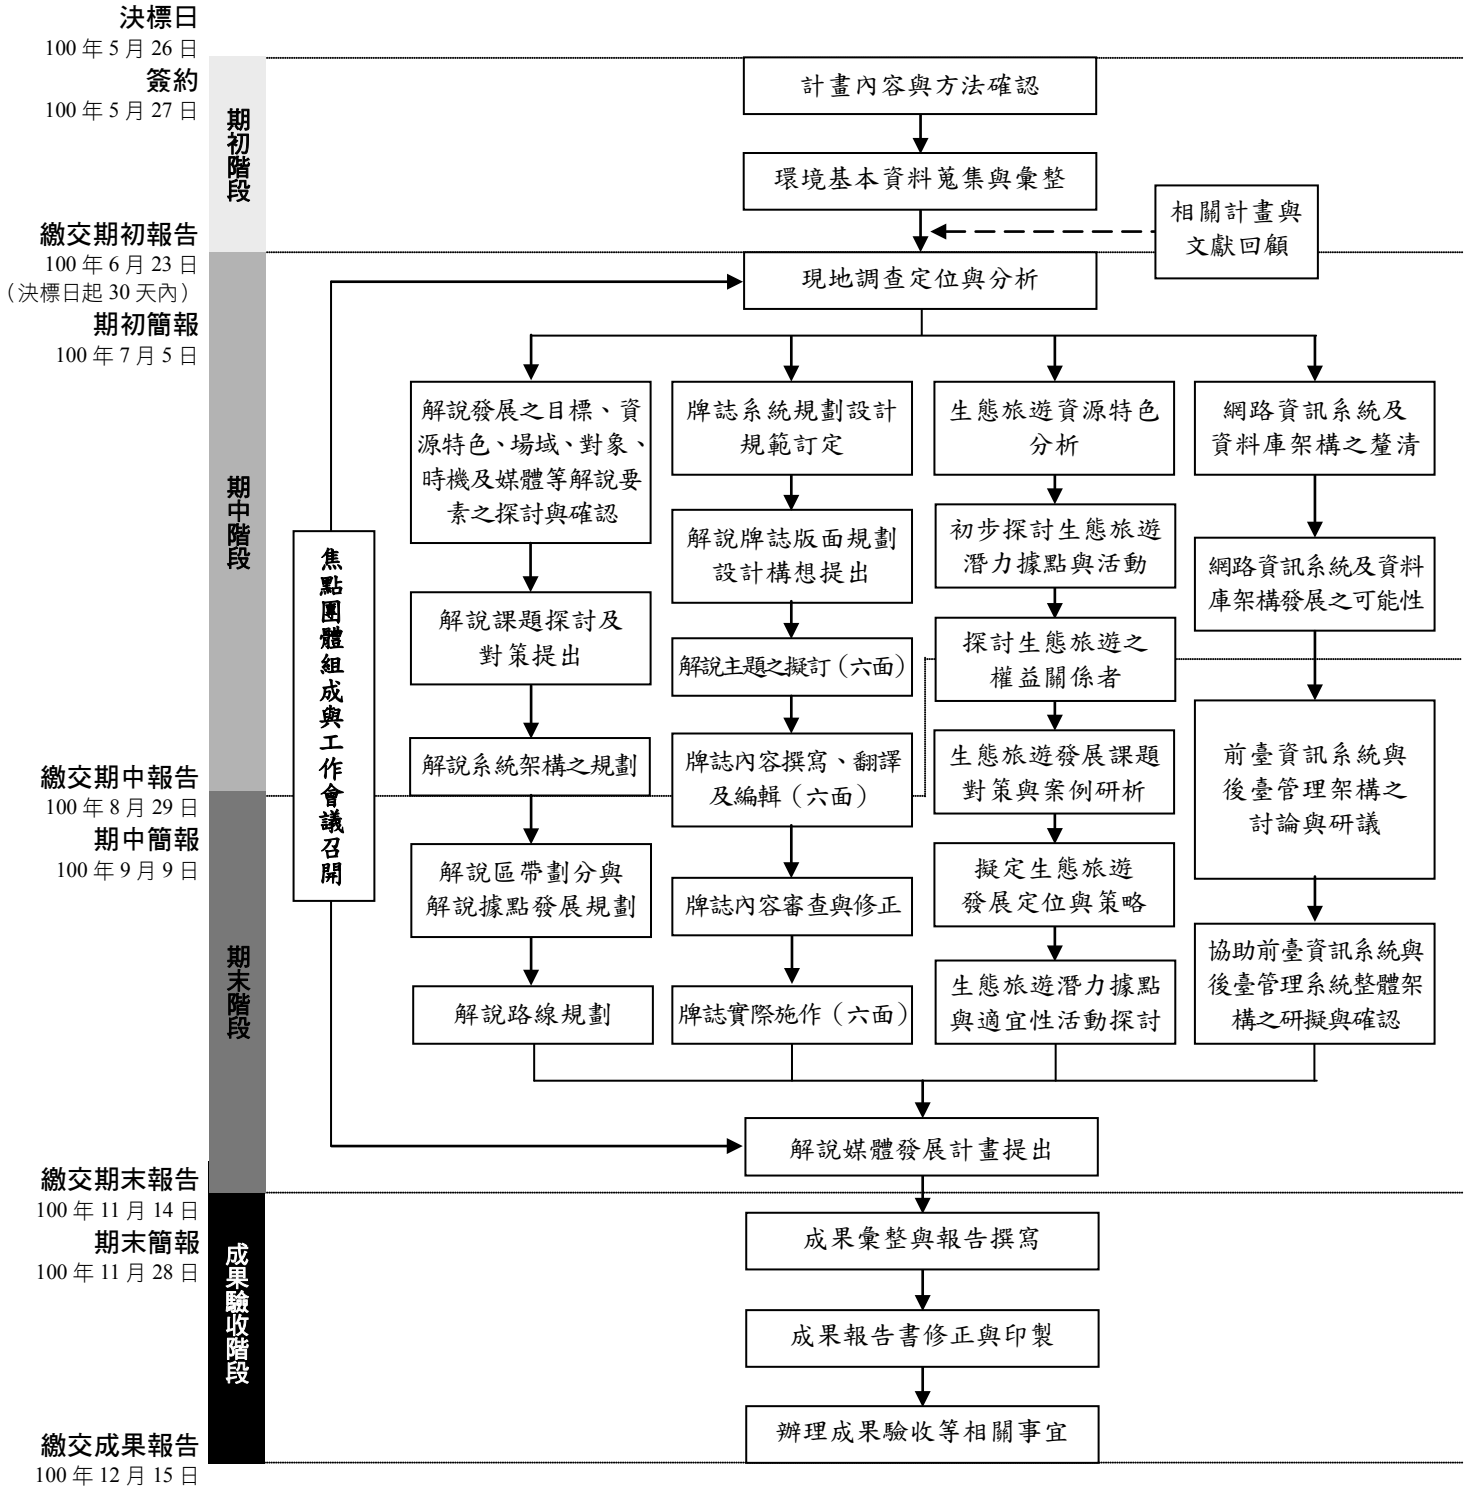 決標日
100 年 5 月 26 日
簽約
100 年 5 月 27 日
繳交期初報告
100 年 6 月 23 日
（決標日起 30 天內）
期初簡報
100 年 7 月 5 日
繳交期中報告
100 年 8 月 29 日
期中簡報
100 年 9 月 9 日
繳交期末報告
100 年 11 月 14 日
期末簡報
100 年 11 月 28 日
繳交成果報告
100 年 12 月 15 日
期初階段
期中階段
期末階段
成果驗收階段
計畫內容與方法確認
環境基本資料蒐集與彙整
相關計畫與
文獻回顧
現地調查定位與分析
焦點團體組成與工作會議召開
解說發展之目標、資
源特色、場域、對象、
時機及媒體等解說要
素之探討與確認
解說課題探討及
對策提出
解說系統架構之規劃
解說區帶劃分與
解說據點發展規劃
解說路線規劃
牌誌系統規劃設計
規範訂定
解說牌誌版面規劃
設計構想提出
解說主題之擬訂（六面）
牌誌內容撰寫、翻譯
及編輯（六面）
牌誌內容審查與修正
牌誌實際施作（六面）
生態旅遊資源特色
分析
初步探討生態旅遊
潛力據點與活動
探討生態旅遊之
權益關係者
生態旅遊發展課題
對策與案例研析
擬定生態旅遊
發展定位與策略
生態旅遊潛力據點
與適宜性活動探討
網路資訊系統及
資料庫架構之釐清
網路資訊系統及資料
庫架構發展之可能性
前臺資訊系統與
後臺管理架構之
討論與研議
協助前臺資訊系統與
後臺管理系統整體架
構之研擬與確認
解說媒體發展計畫提出
成果彙整與報告撰寫
成果報告書修正與印製
辦理成果驗收等相關事宜